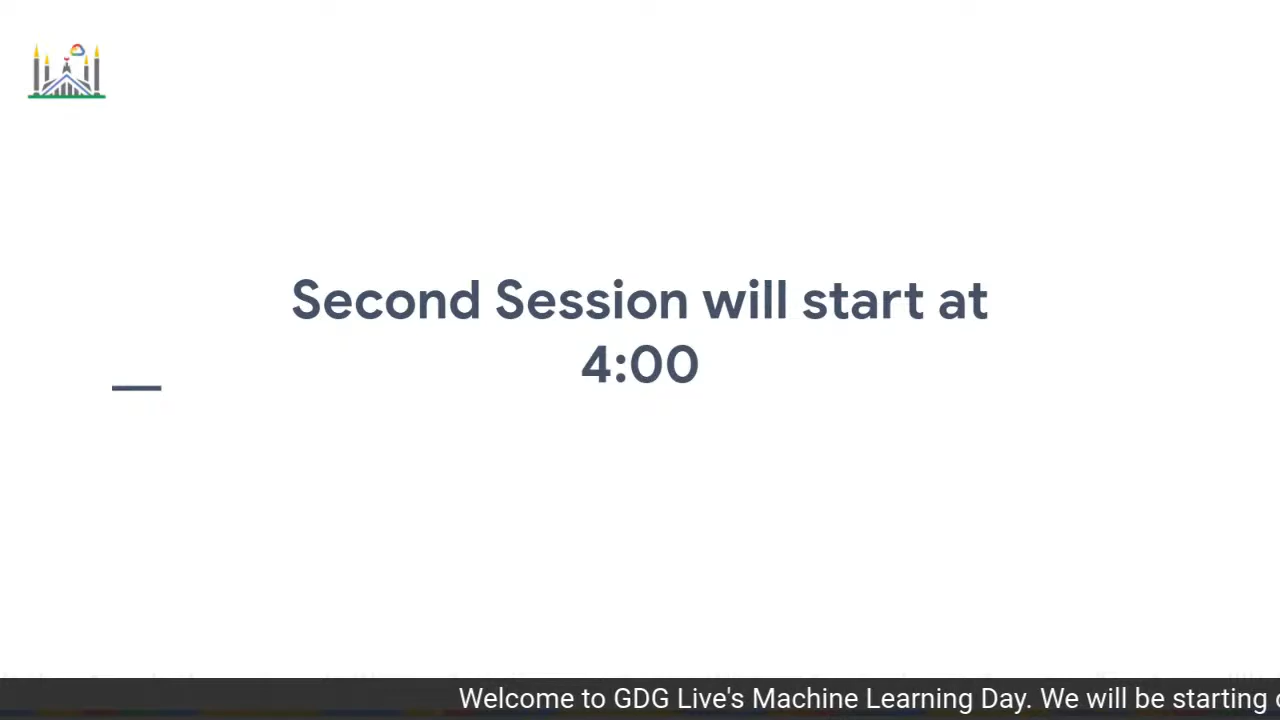 Second Session will start at
4:00
Welcome to GDG Live's Machine Learning Day. We will be starting